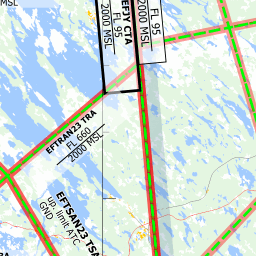 MSL
EFJY CTA
FL 95
2000 MSL
FL 95
2000 MSL
EFTRAN23 TRA
FL 660
2000 MSL
EFTSAN23 TSA
up. limit ATC
GND